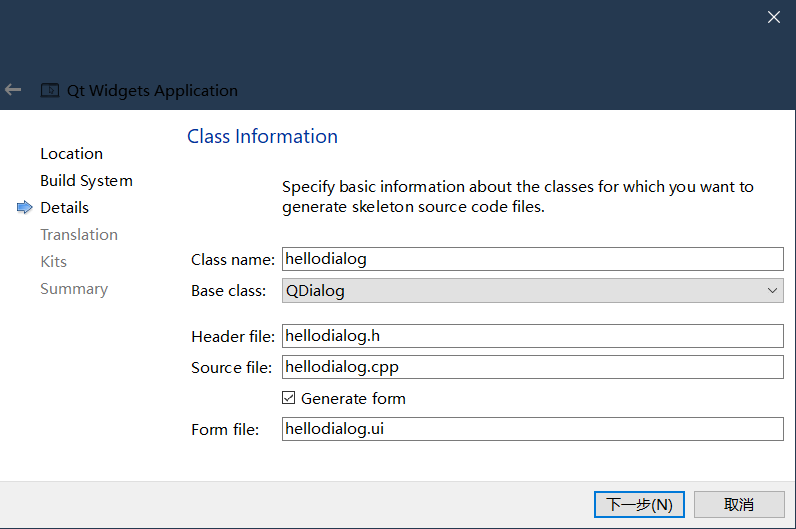 Qt Widgets Application
Class Information
Location
Build System
Details
Translation
Kits
Summary
Specify basic information about the classes for which you want to
generate skeleton source code files.
Class name: hellodialog
Base class: QDialog
Header file: hellodialog.h
Source file: hellodialog.cpp
Generate form
Form file: hellodialog.ui
下一步(N) 取消